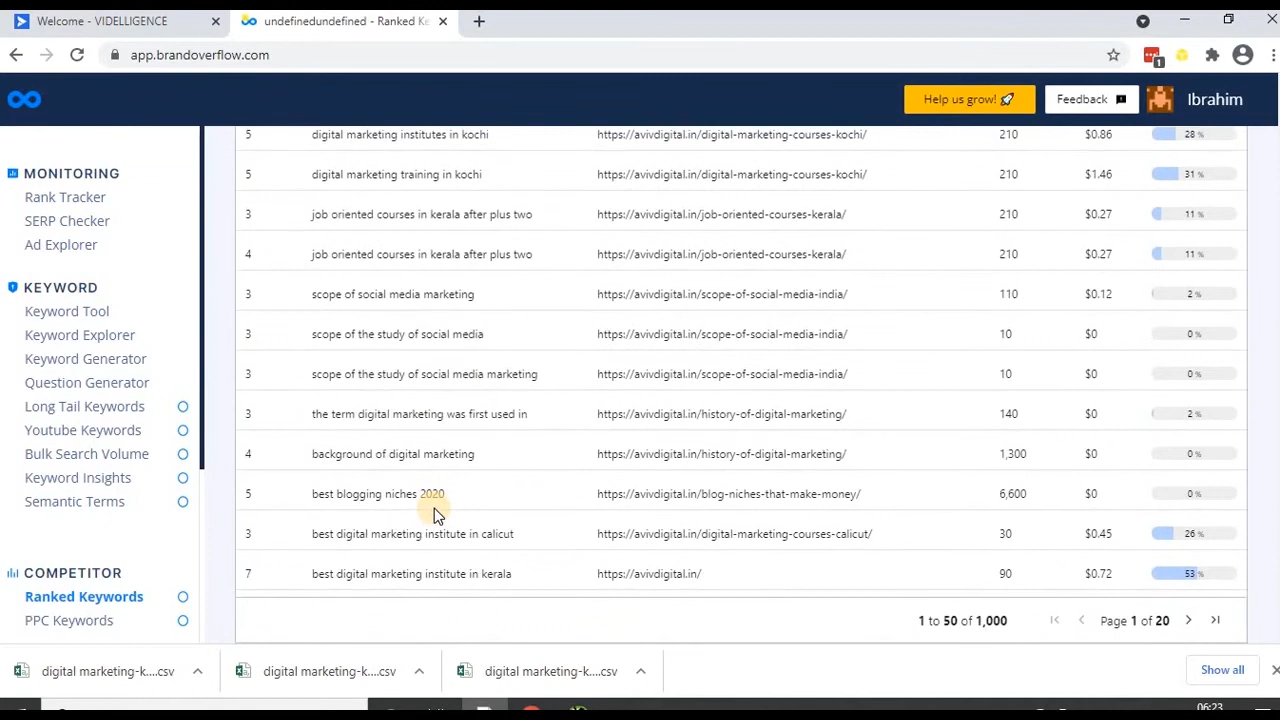 Welcome - VIDELLIGENCE
undefinedundefined - Ranked Ke
app.brandoverflow.com
1
Help us grow!
Feedback
Ibrahim
MONITORING
Rank Tracker
SERP Checker
Ad Explorer
KEYWORD
Keyword Tool
Keyword Explorer
Keyword Generator
Question Generator
Long Tail Keywords
Youtube Keywords
Bulk Search Volume
Keyword Insights
Semantic Terms
COMPETITOR
Ranked Keywords
PPC Keywords
5 digital marketing institutes in kochi https://avivdigital.in/digital-marketing-courses-kochi/ 210 $0.86 28 %
5 digital marketing training in kochi https://avivdigital.in/digital-marketing-courses-kochi/ 210 $1.46 31 %
3 job oriented courses in kerala after plus two https://avivdigital.in/job-oriented-courses-kerala/ 210 $0.27 11 %
4 job oriented courses in kerala after plus two https://avivdigital.in/job-oriented-courses-kerala/ 210 $0.27 11 %
3 scope of social media marketing https://avivdigital.in/scope-of-social-media-india/ 110 $0.12 2 %
3 scope of the study of social media https://avivdigital.in/scope-of-social-media-india/ 10 $0 0 %
3 scope of the study of social media marketing https://avivdigital.in/scope-of-social-media-india/ 10 $0 0 %
3 the term digital marketing was first used in https://avivdigital.in/history-of-digital-marketing/ 140 $0 2 %
4 background of digital marketing https://avivdigital.in/history-of-digital-marketing/ 1,300 $0 0 %
5 best blogging niches 2020 https://avivdigital.in/blog-niches-that-make-money/ 6,600 $0 0 %
3 best digital marketing institute in calicut https://avivdigital.in/digital-marketing-courses-calicut/ 30 $0.45 26 %
7 best digital marketing institute in kerala https://avivdigital.in/ 90 $0.72 53 %
1 to 50 of 1,000 Page 1 of 20
digital marketing-k....csv
digital marketing-k....csv
digital marketing-k....csv
Show all
06:23